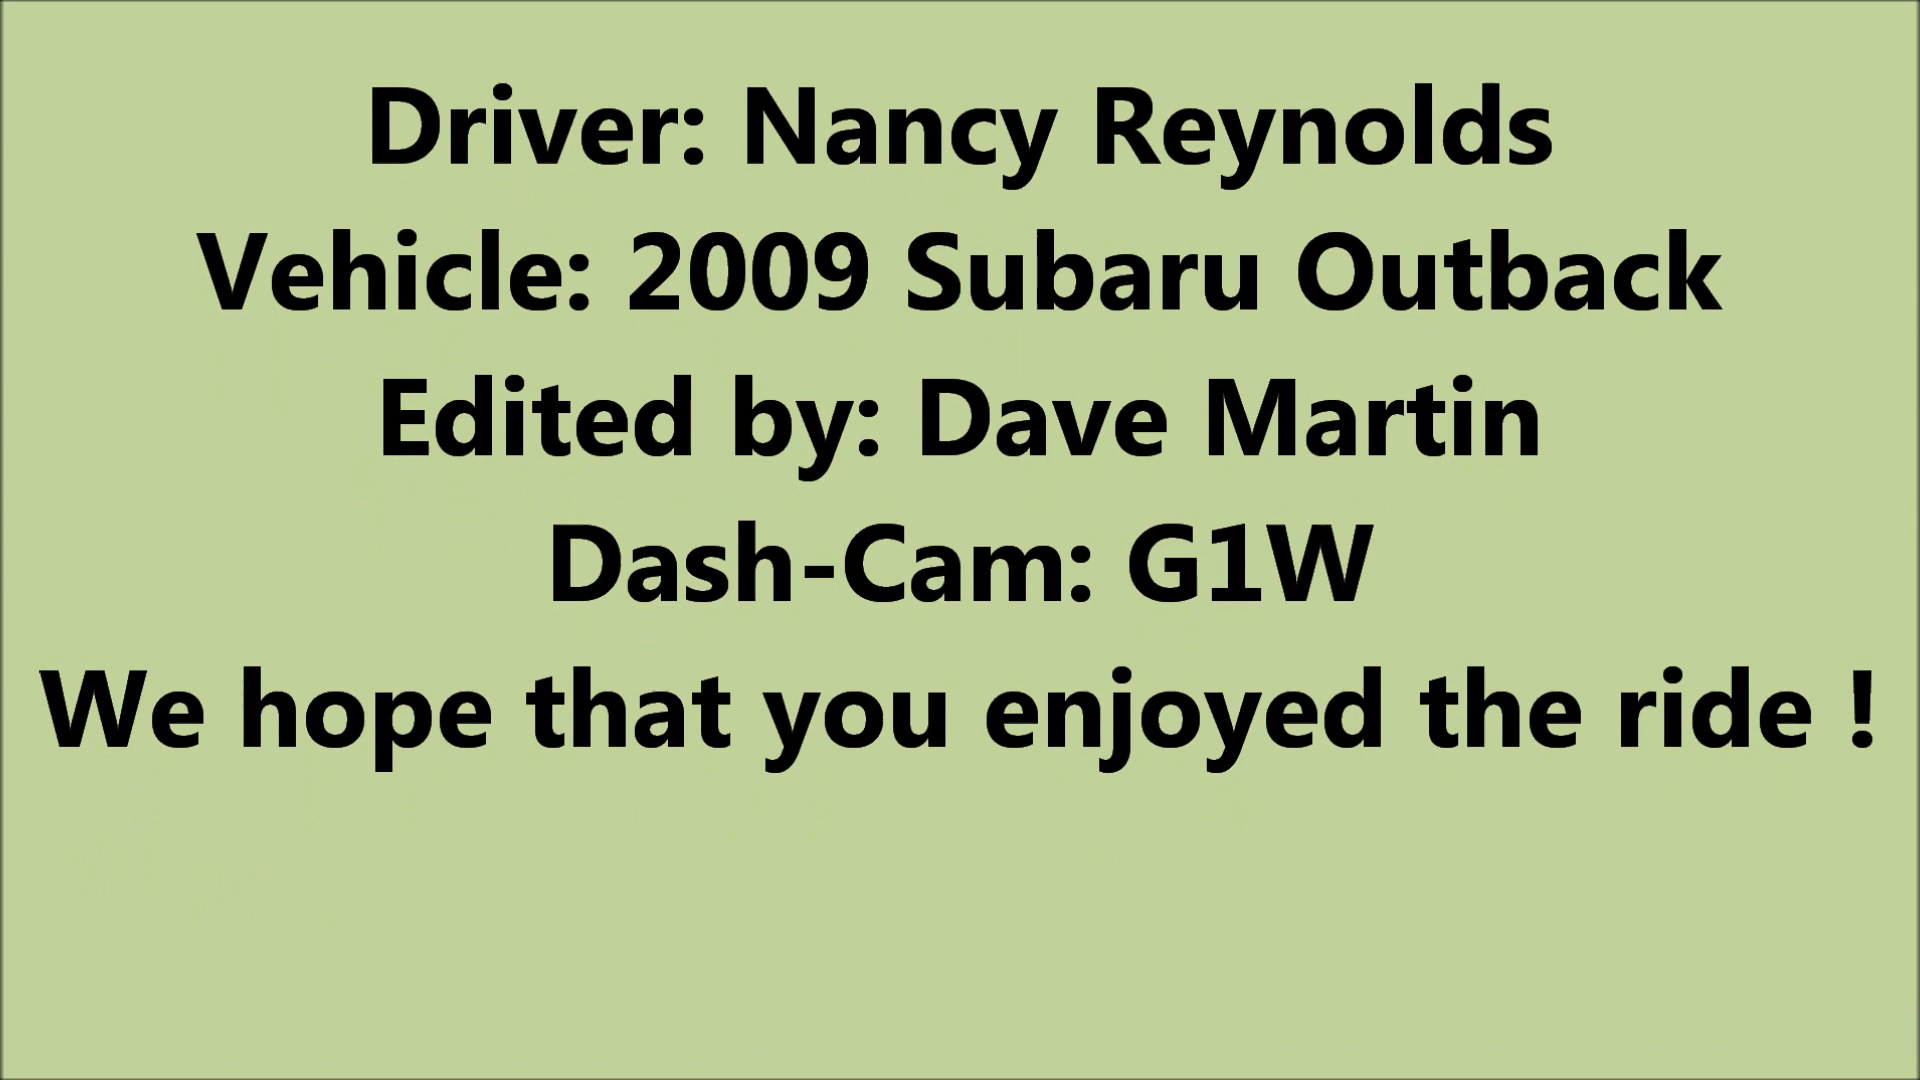 Driver: Nancy Reynolds
Vehicle: 2009 Subaru Outback
Edited by: Dave Martin
Dash-Cam: G1W
We hope that you enjoyed the ride !